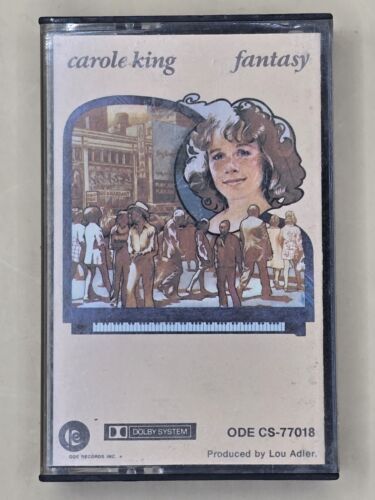 carole king fantasy
DOLBY SYSTEM
ODE CS-77018
ODE RECORDS INC.
Produced by Lou Adler.